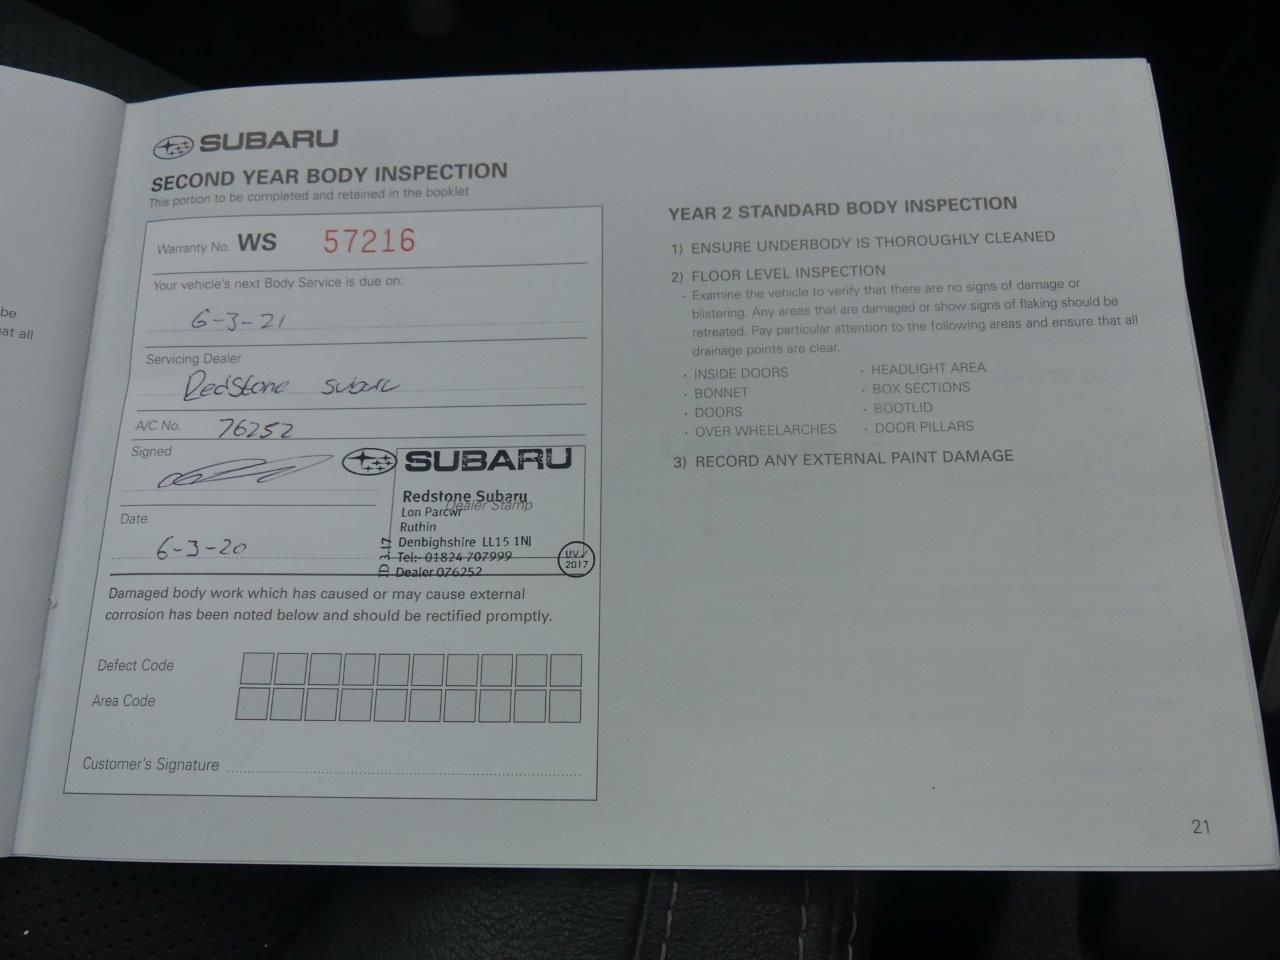 be
at all
SUBARU
SECOND YEAR BODY INSPECTION
This portion to be completed and retained in the booklet
Warranty No. WS 57216
Your vehicle's next Body Service is due on:
6-3-21
Servicing Dealer
Redstone Subaru
A/C No. 76252
Signed
SUBARU
Redstone Subaru
Dealer Stamp
Lon Parcwr
Ruthin
Denbighshire LL15 1NJ
Tel:- 01824 707999
Dealer 076252
ID 3.17
UV✓
2017
Date
6-3-20
Damaged body work which has caused or may cause external
corrosion has been noted below and should be rectified promptly.
Defect Code
Area Code
Customer's Signature
YEAR 2 STANDARD BODY INSPECTION
1) ENSURE UNDERBODY IS THOROUGHLY CLEANED
2) FLOOR LEVEL INSPECTION
· Examine the vehicle to verify that there are no signs of damage or
blistering. Any areas that are damaged or show signs of flaking should be
retreated. Pay particular attention to the following areas and ensure that all
drainage points are clear.
· INSIDE DOORS
· BONNET
· DOORS
· OVER WHEELARCHES
· HEADLIGHT AREA
· BOX SECTIONS
· BOOTLID
· DOOR PILLARS
3) RECORD ANY EXTERNAL PAINT DAMAGE
21